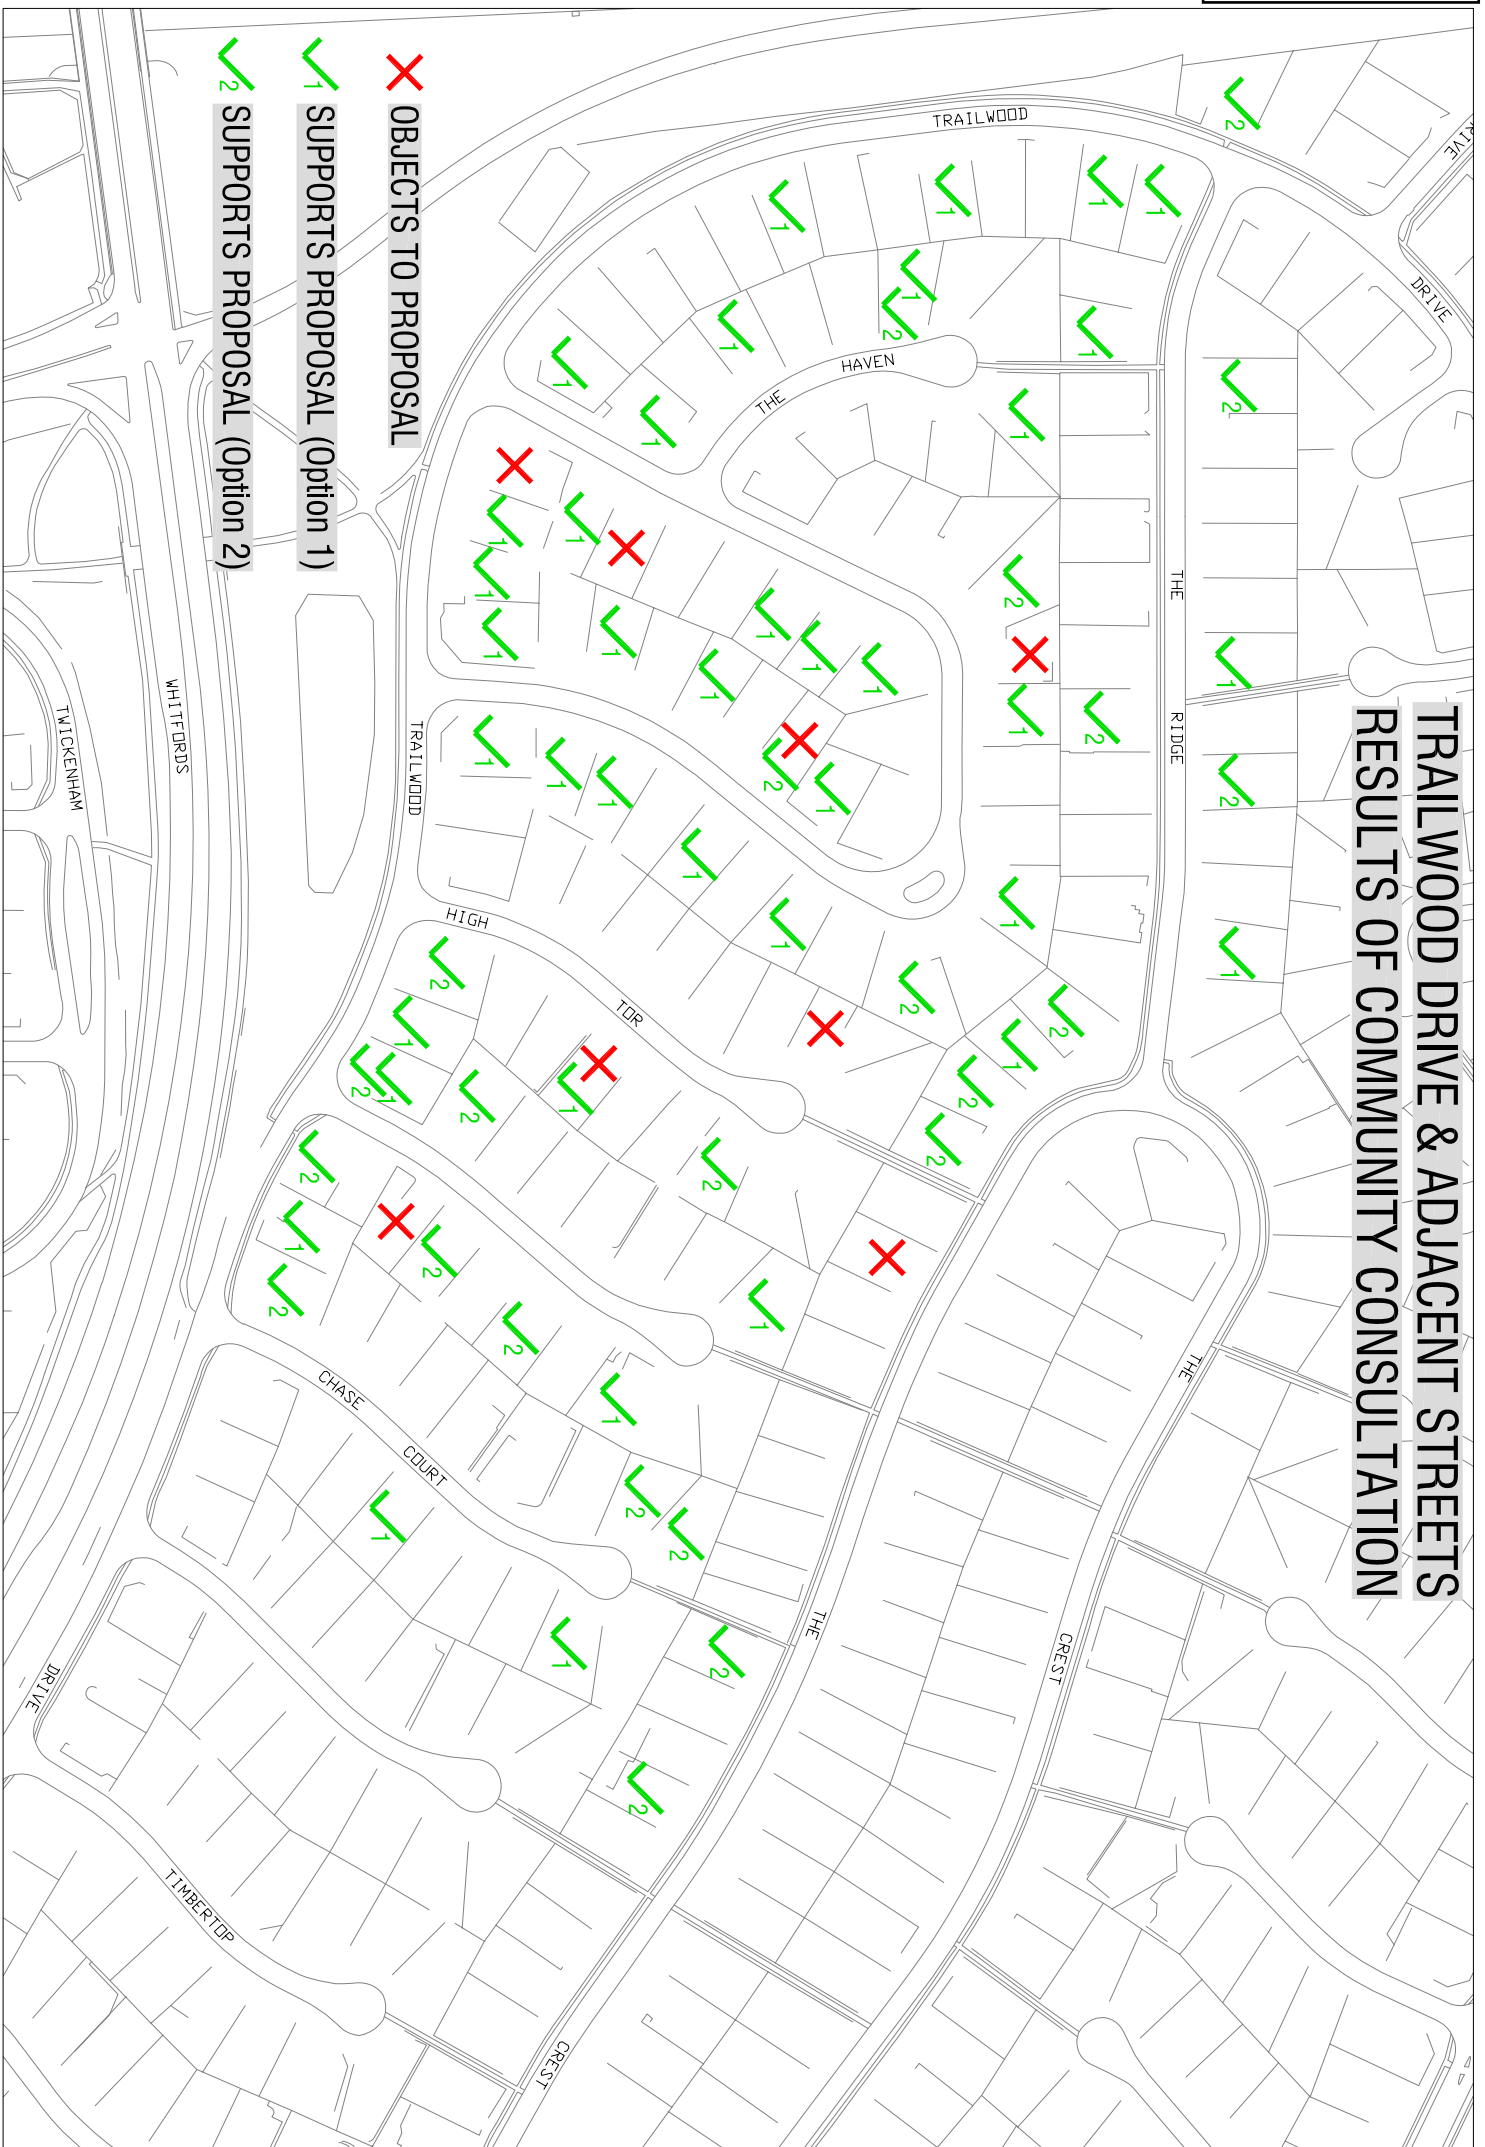 TRAILWOOD DRIVE & ADJACENT STREETS
RESULTS OF COMMUNITY CONSULTATION
OBJECTS TO PROPOSAL
1 SUPPORTS PROPOSAL (Option 1)
2 SUPPORTS PROPOSAL (Option 2)
TRAILWOOD
DRIVE
THE
HAVEN
THE
RIDGE
TRAILWOOD
WHITFORDS
TWICKENHAM
HIGH
TOR
CHASE
COURT
THE
CREST
THE
CREST
DRIVE
TIMBERTOP